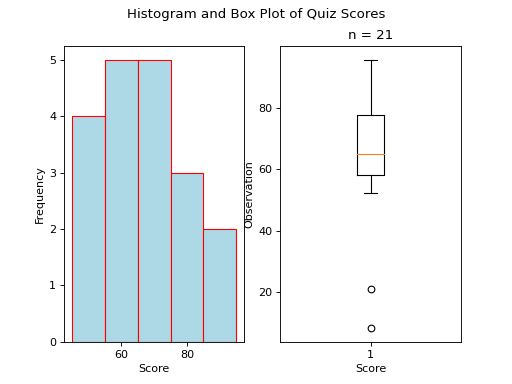 Histogram and Box Plot of Quiz Scores
n = 21
Frequency
5
4
3
2
1
0
60 80
Score
Observation
80
60
40
20
1
Score